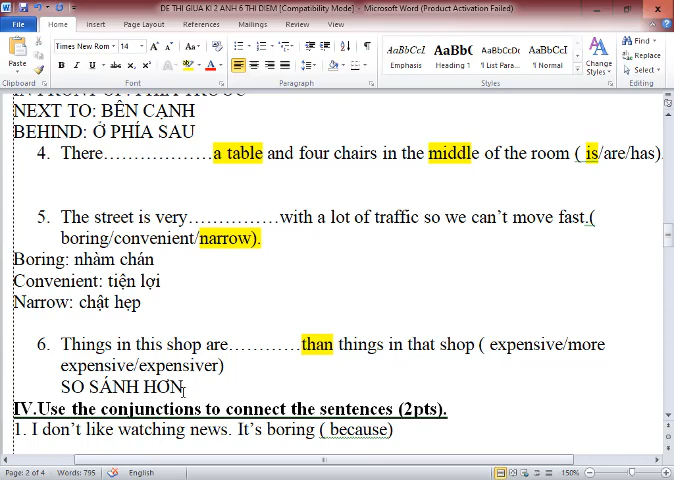 DE THI GIUA KI 2 ANH 6 THI DIEM [Compatibility Mode] - Microsoft Word (Product Activation Failed)
File Home Insert Page Layout References Mailings Review View
Paste
Times New Rom 14 A A Aa
B I U abc x₂ x² A ab A
AaBbCcI AaBbC AaBbCcDc AaBbCcI
Emphasis Heading 1 ¶ List Para... ¶ Normal
Change Styles
Find
Replace
Select
Clipboard Font Paragraph Styles Editing
NEXT TO: BÊN CẠNH
BEHIND: Ở PHÍA SAU
4. There………………a table and four chairs in the middle of the room ( is/are/has).
5. The street is very……………with a lot of traffic so we can’t move fast.(
boring/convenient/narrow).
Boring: nhàm chán
Convenient: tiện lợi
Narrow: chật hẹp
6. Things in this shop are…………than things in that shop ( expensive/more
expensive/expensiver)
SO SÁNH HƠN
IV.Use the conjunctions to connect the sentences (2pts).
1. I don’t like watching news. It’s boring ( because)
Page: 2 of 4 Words: 795 English 150%